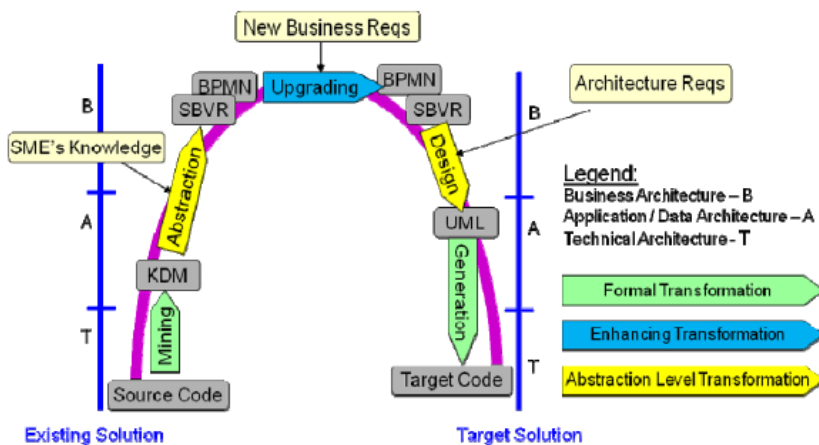 New Business Reqs
BPMN
Upgrading
BPMN
SBVR
SBVR
Architecture Reqs
B
B
SME's Knowledge
Abstraction
Design
Legend:
Business Architecture – B
Application / Data Architecture – A
Technical Architecture - T
A
UML
A
KDM
Generation
Formal Transformation
T
Mining
Enhancing Transformation
T
Source Code
Target Code
Abstraction Level Transformation
Existing Solution
Target Solution